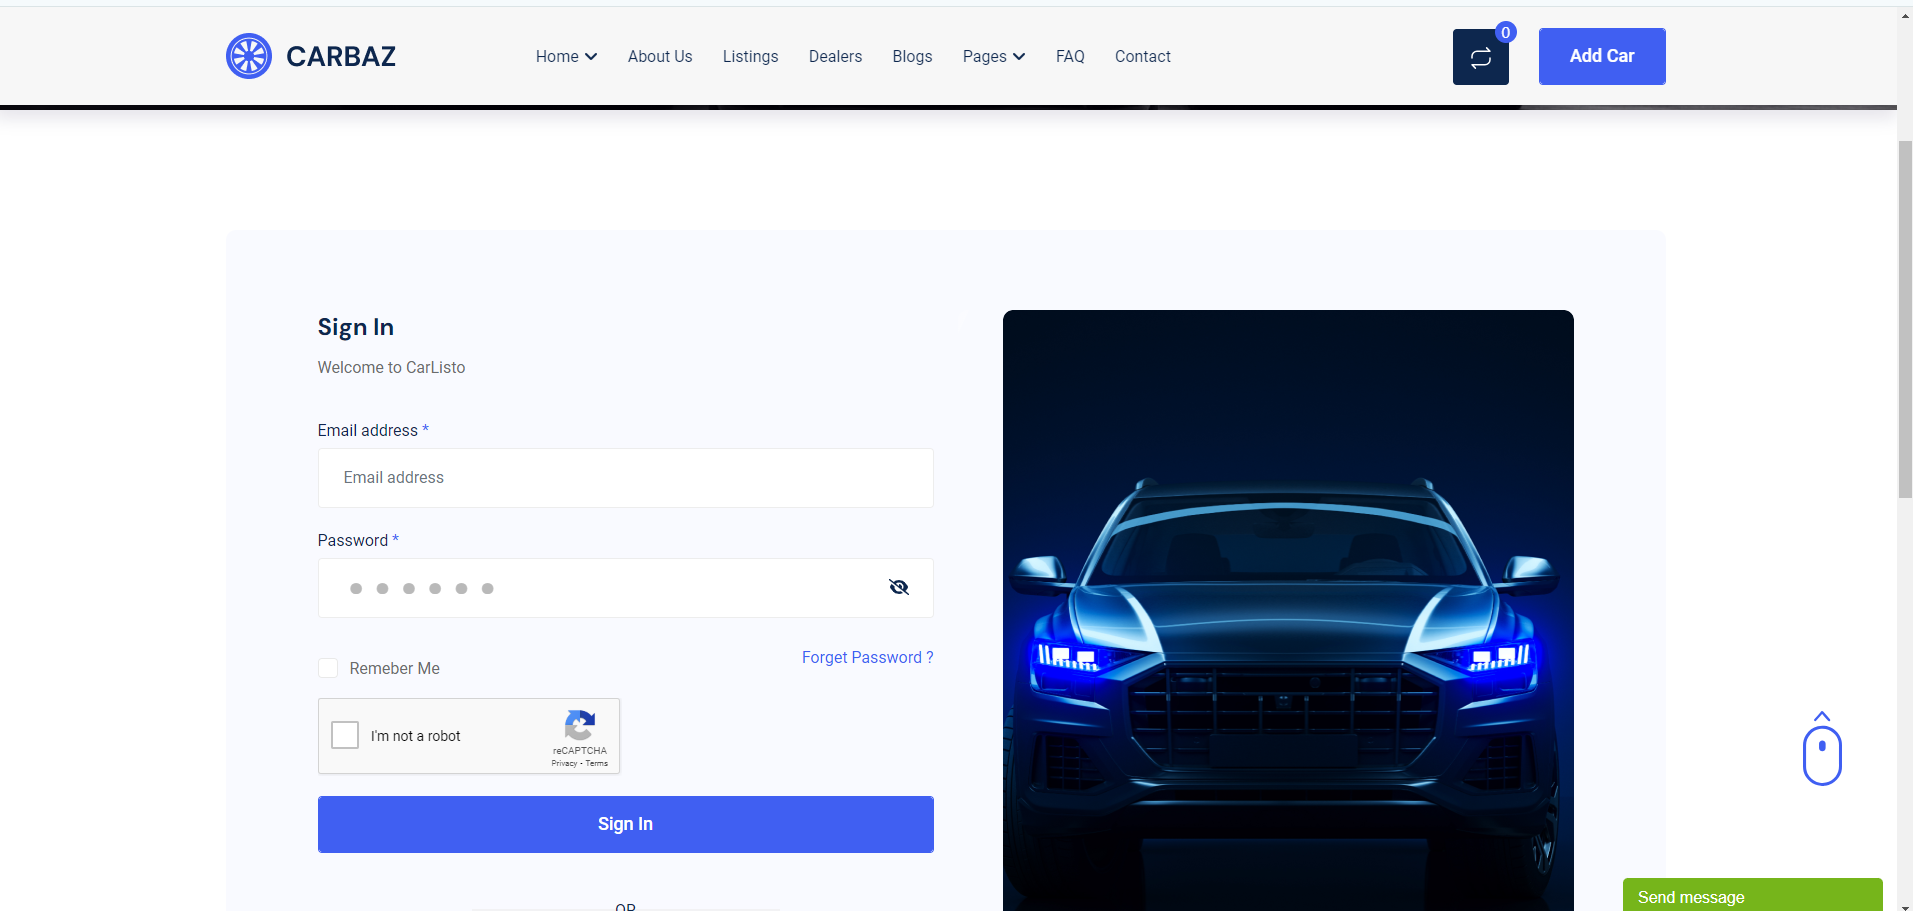 CARBAZ
Home
About Us
Listings
Dealers
Blogs
Pages
FAQ
Contact
0
Add Car
Sign In
Welcome to CarListo
Email address *
Email address
Password *
Remeber Me
Forget Password ?
I'm not a robot
reCAPTCHA
Privacy - Terms
Sign In
OR
Send message